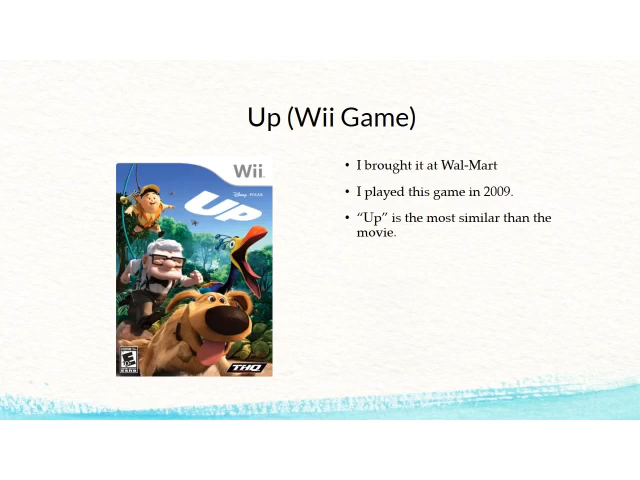 Up (Wii Game)
Wii
Disney · PIXAR
UP
E
THQ
• I brought it at Wal-Mart
• I played this game in 2009.
• “Up” is the most similar than the
movie.